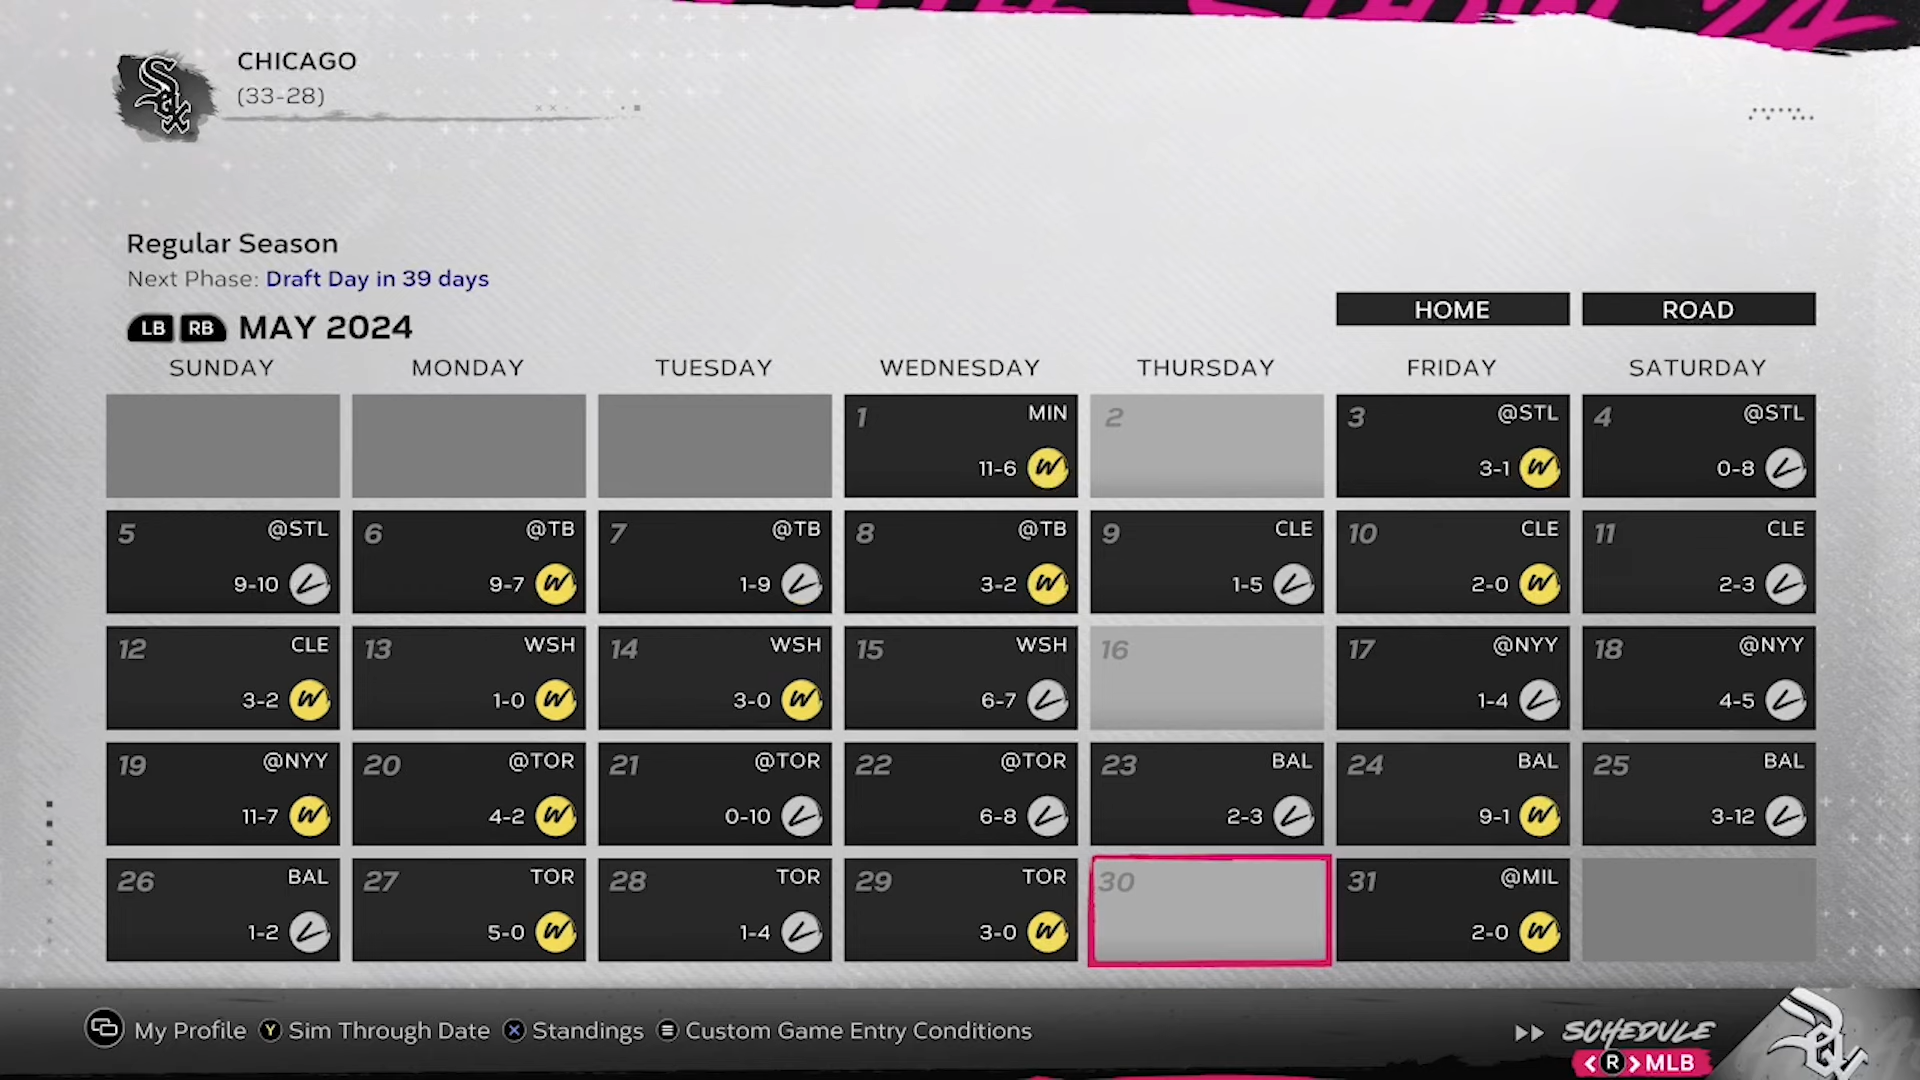 THE SHOW 24
Sox
CHICAGO
(33-28)
Regular Season
Next Phase: Draft Day in 39 days
HOME ROAD
LB RB MAY 2024
SUNDAY MONDAY TUESDAY WEDNESDAY THURSDAY FRIDAY SATURDAY
1 MIN 2 3 @STL 4 @STL
11-6 W 3-1 W 0-8 L
5 @STL 6 @TB 7 @TB 8 @TB 9 CLE 10 CLE 11 CLE
9-10 L 9-7 W 1-9 L 3-2 W 1-5 L 2-0 W 2-3 L
12 CLE 13 WSH 14 WSH 15 WSH 16 17 @NYY 18 @NYY
3-2 W 1-0 W 3-0 W 6-7 L 1-4 L 4-5 L
19 @NYY 20 @TOR 21 @TOR 22 @TOR 23 BAL 24 BAL 25 BAL
11-7 W 4-2 W 0-10 L 6-8 L 2-3 L 9-1 W 3-12 L
26 BAL 27 TOR 28 TOR 29 TOR 30 31 @MIL
1-2 L 5-0 W 1-4 L 3-0 W 2-0 W
My Profile Y Sim Through Date X Standings Custom Game Entry Conditions
SCHEDULE
R MLB
Sox